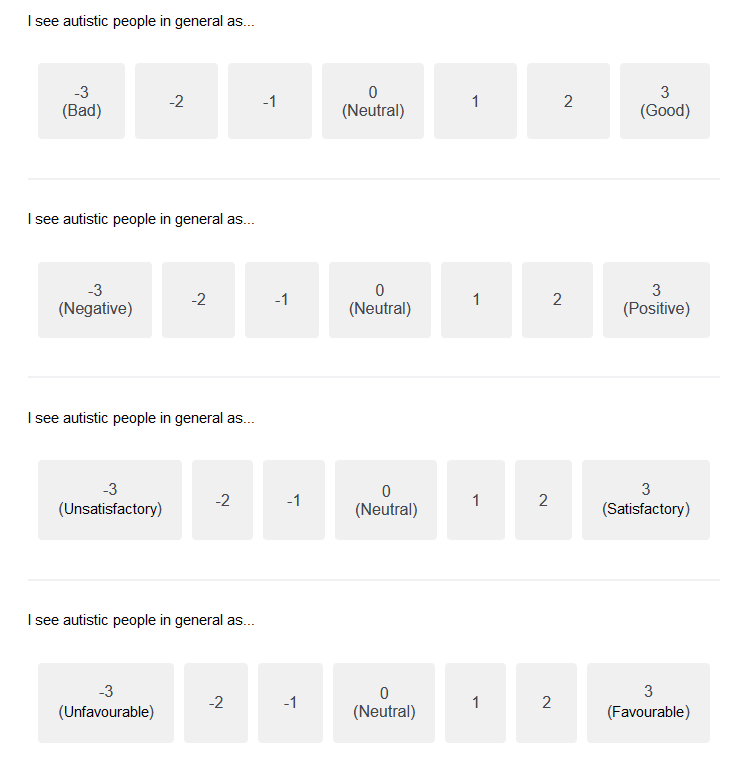 I see autistic people in general as...
-3 -2 -1 0 1 2 3
(Bad) (Neutral) (Good)
I see autistic people in general as...
-3 -2 -1 0 1 2 3
(Negative) (Neutral) (Positive)
I see autistic people in general as...
-3 -2 -1 0 1 2 3
(Unsatisfactory) (Neutral) (Satisfactory)
I see autistic people in general as...
-3 -2 -1 0 1 2 3
(Unfavourable) (Neutral) (Favourable)